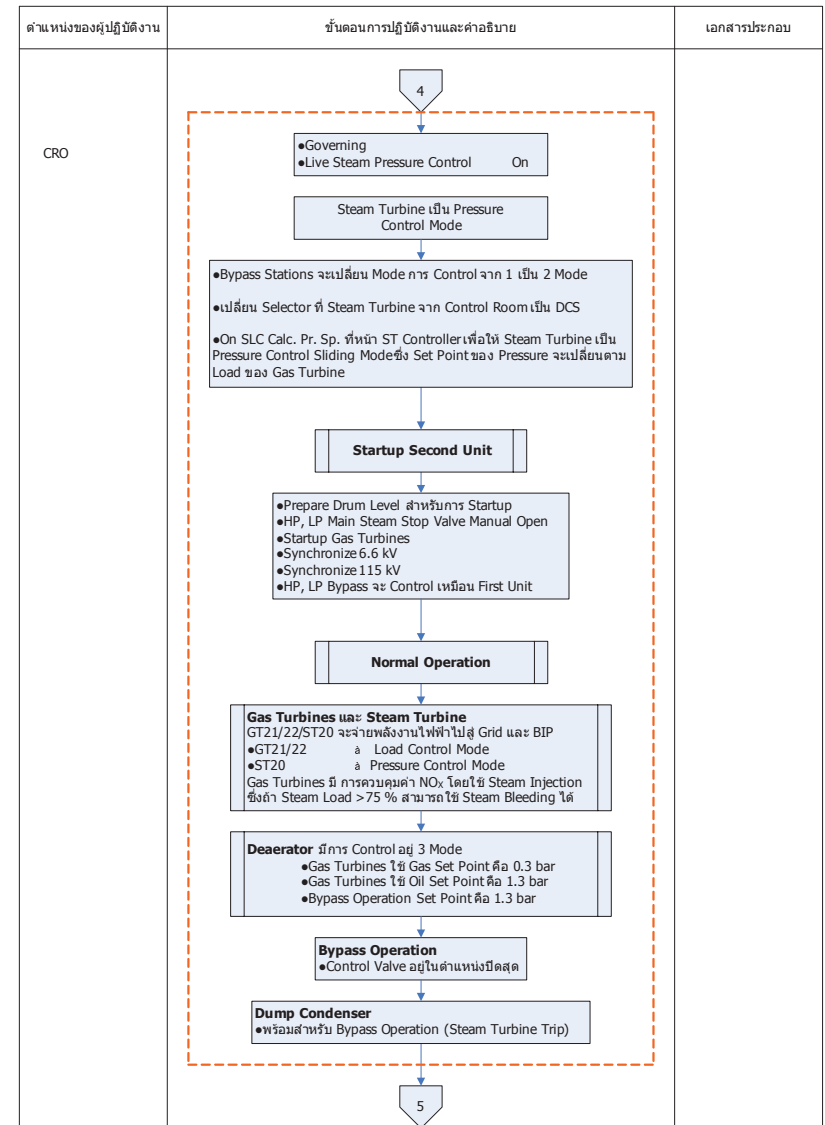 ตำแหน่งของผู้ปฏิบัติงาน
ขั้นตอนการปฏิบัติงานและคำอธิบาย
เอกสารประกอบ
4
CRO
●Governing
●Live Steam Pressure Control On
Steam Turbine เป็น Pressure
Control Mode
●Bypass Stations จะเปลี่ยน Mode การ Control จาก 1 เป็น 2 Mode
●เปลี่ยน Selector ที่ Steam Turbine จาก Control Room เป็น DCS
●On SLC Calc. Pr. Sp. ที่หน้า ST Controller เพื่อให้ Steam Turbine เป็น
Pressure Control Sliding Mode ซึ่ง Set Point ของ Pressure จะเปลี่ยนตาม
Load ของ Gas Turbine
Startup Second Unit
●Prepare Drum Level สำหรับการ Startup
●HP, LP Main Steam Stop Valve Manual Open
●Startup Gas Turbines
●Synchronize 6.6 kV
●Synchronize 115 kV
●HP, LP Bypass จะ Control เหมือน First Unit
Normal Operation
Gas Turbines และ Steam Turbine
GT21/22/ST20 จะจ่ายพลังงานไฟฟ้าไปสู่ Grid และ BIP
●GT21/22 à Load Control Mode
●ST20 à Pressure Control Mode
Gas Turbines มี การควบคุมค่า NOX โดยใช้ Steam Injection
ซึ่งถ้า Steam Load >75 % สามารถใช้ Steam Bleeding ได้
Deaerator มีการ Control อยู่ 3 Mode
●Gas Turbines ใช้ Gas Set Point คือ 0.3 bar
●Gas Turbines ใช้ Oil Set Point คือ 1.3 bar
●Bypass Operation Set Point คือ 1.3 bar
Bypass Operation
●Control Valve อยู่ในตำแหน่งปิดสุด
Dump Condenser
●พร้อมสำหรับ Bypass Operation (Steam Turbine Trip)
5